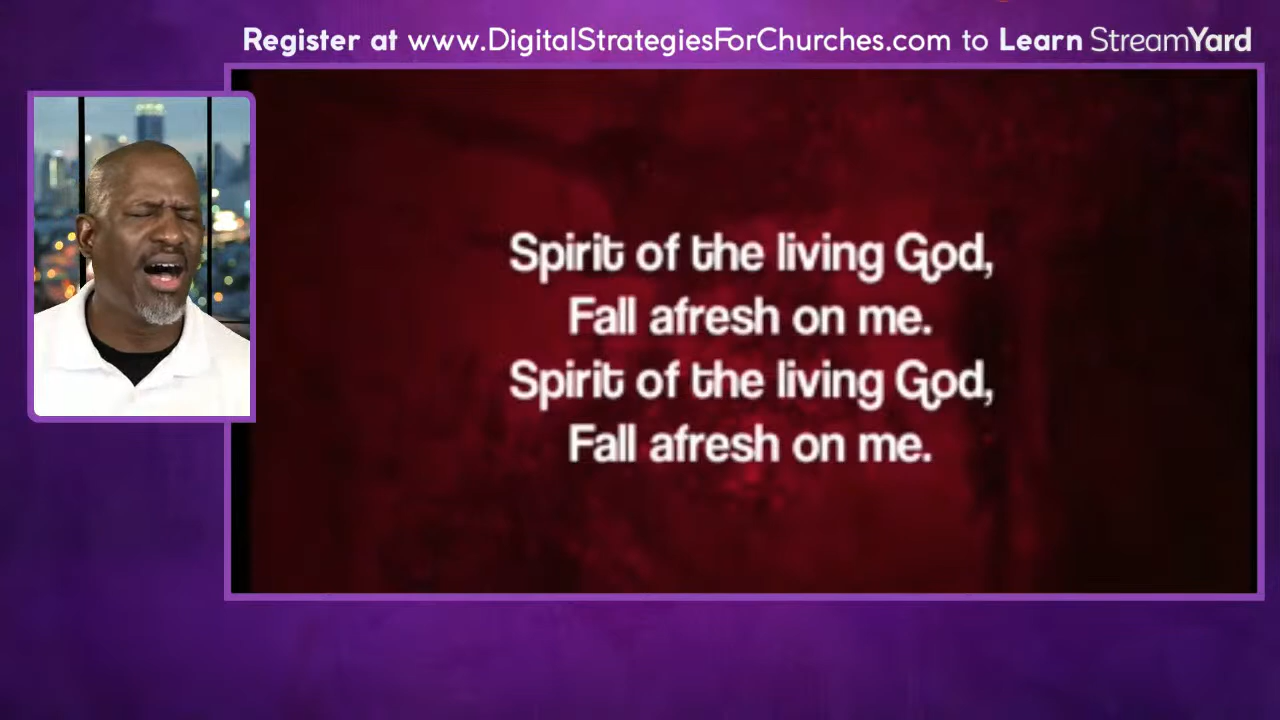 Register at www.DigitalStrategiesForChurches.com to Learn StreamYard
Spirit of the living God,
Fall afresh on me.
Spirit of the living God,
Fall afresh on me.